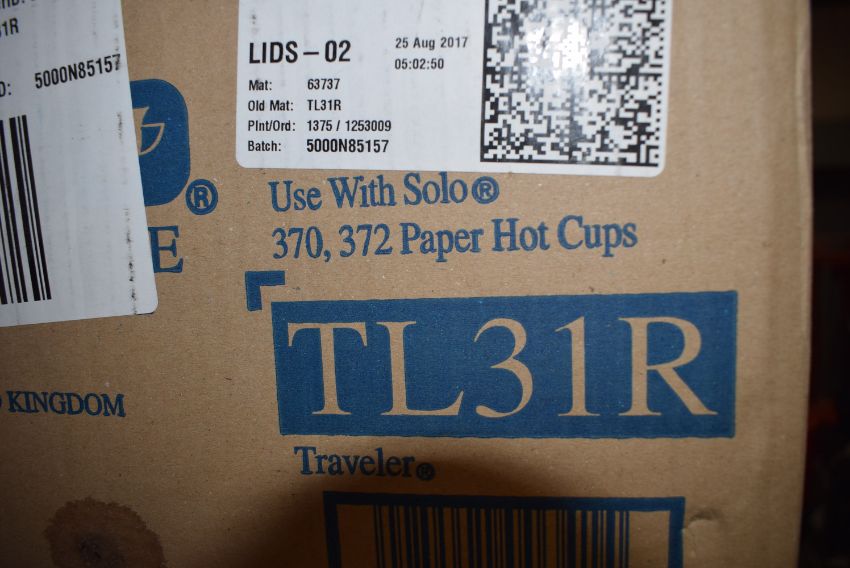 31R
D: 5000N85157
LIDS - 02 25 Aug 2017
05:02:50
Mat: 63737
Old Mat: TL31R
Plnt/Ord: 1375 / 1253009
Batch: 5000N85157
®
E
Use With Solo®
370, 372 Paper Hot Cups
TL31R
KINGDOM
Traveler®